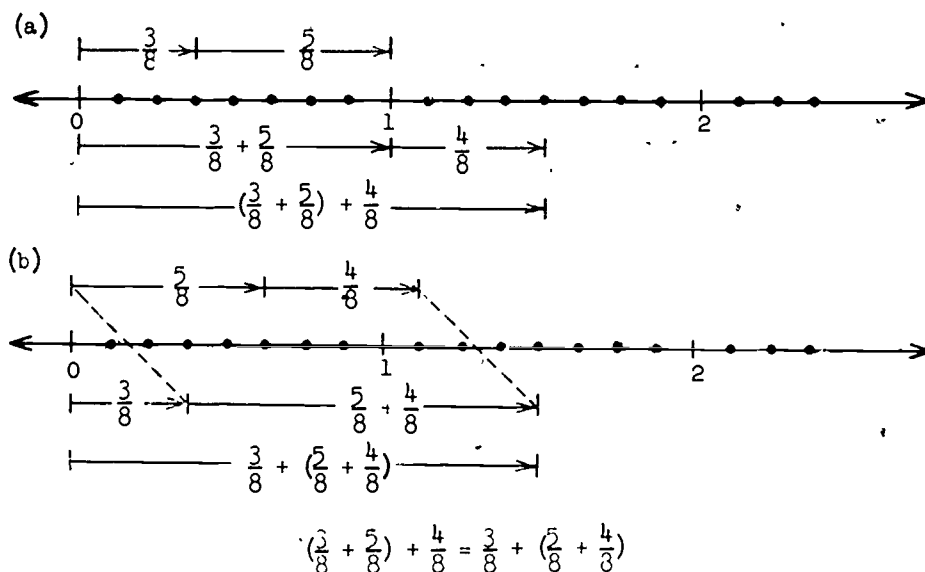 (a)
3/8 5/8
0 1 2
3/8 + 5/8 4/8
(3/8 + 5/8) + 4/8
(b)
5/8 4/8
0 1 2
3/8 5/8 + 4/8
3/8 + (5/8 + 4/8)
(3/8 + 5/8) + 4/8 = 3/8 + (5/8 + 4/8)